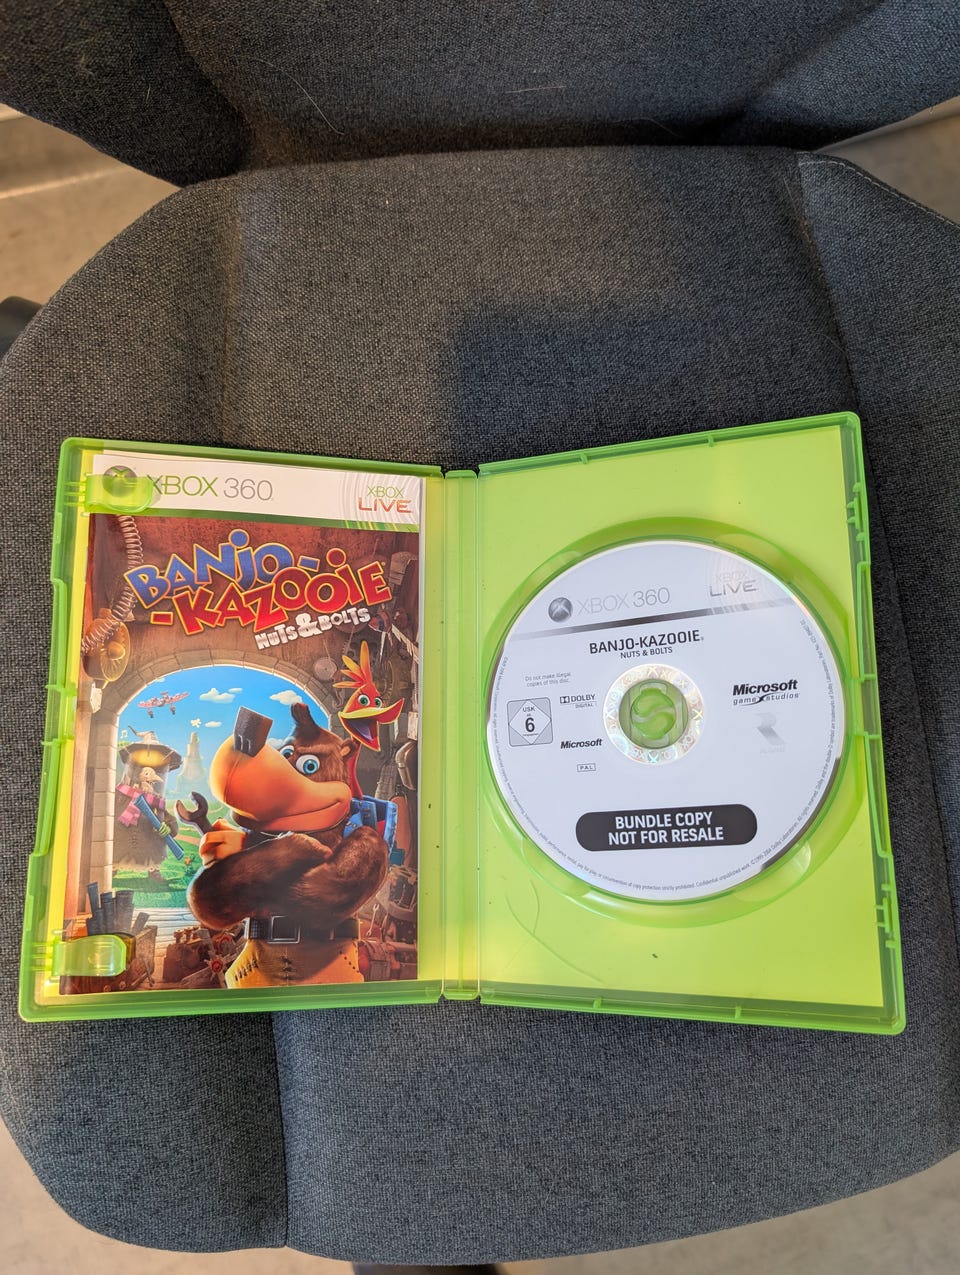 XBOX 360
XBOX
LIVE
BANJO-
-KAZOOIE
NUTS & BOLTS
XBOX 360
XBOX
LIVE
BANJO-KAZOOIE®
NUTS & BOLTS
Do not make illegal
copies of this disc.
DOLBY
DIGITAL
USK
ab
6
Microsoft
PAL
Microsoft
game studios
BUNDLE COPY
NOT FOR RESALE